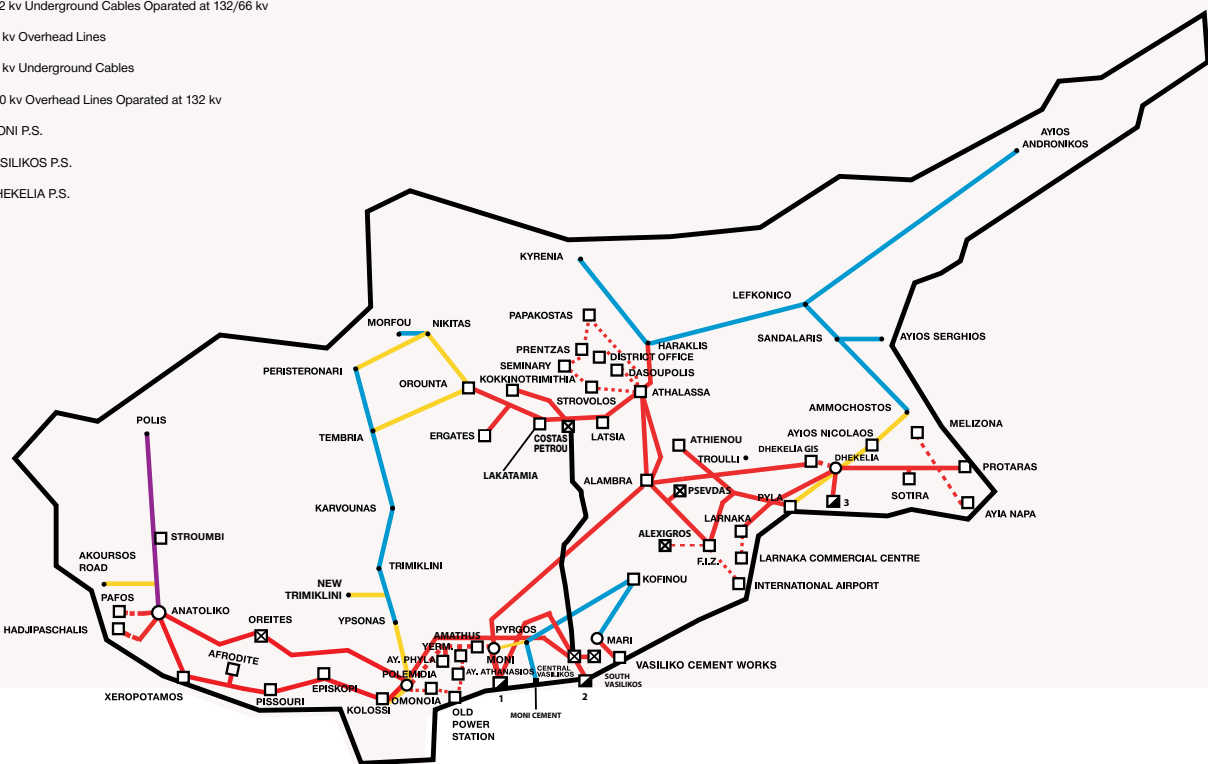 2 kv Underground Cables Oparated at 132/66 kv
kv Overhead Lines
kv Underground Cables
0 kv Overhead Lines Oparated at 132 kv
ONI P.S.
SILIKOS P.S.
HEKELIA P.S.
AYIOS
ANDRONIKOS
KYRENIA
LEFKONICO
PAPAKOSTAS
MORFOU
NIKITAS
HARAKLIS
SANDALARIS
AYIOS SERGHIOS
PRENTZAS
DISTRICT OFFICE
SEMINARY
DASOUPOLIS
PERISTERONARI
OROUNTA
KOKKINOTRIMITHIA
STROVOLOS
ATHALASSA
AMMOCHOSTOS
POLIS
TEMBRIA
ERGATES
COSTAS
PETROU
LATSIA
ATHIENOU
AYIOS NICOLAOS
MELIZONA
TROULLI
DHEKELIA GIS
DHEKELIA
PROTARAS
LAKATAMIA
ALAMBRA
PSEVDAS
PYLA
3
SOTIRA
AYIA NAPA
KARVOUNAS
LARNAKA
STROUMBI
ALEXIGROS
F.I.Z.
LARNAKA COMMERCIAL CENTRE
AKOURSOS
ROAD
TRIMIKLINI
KOFINOU
INTERNATIONAL AIRPORT
NEW
TRIMIKLINI
PAFOS
ANATOLIKO
HADJIPASCHALIS
OREITES
YPSONAS
AMATHUS
PYRGOS
YERM.
MARI
AFRODITE
AY. PHYLA
MONI
VASILIKO CEMENT WORKS
POLEMIDIA
AY. ATHANASIOS
CENTRAL
VASILIKOS
SOUTH
VASILIKOS
XEROPOTAMOS
PISSOURI
EPISKOPI
KOLOSSI
OMONOIA
OLD
POWER
STATION
1
MONI CEMENT
2